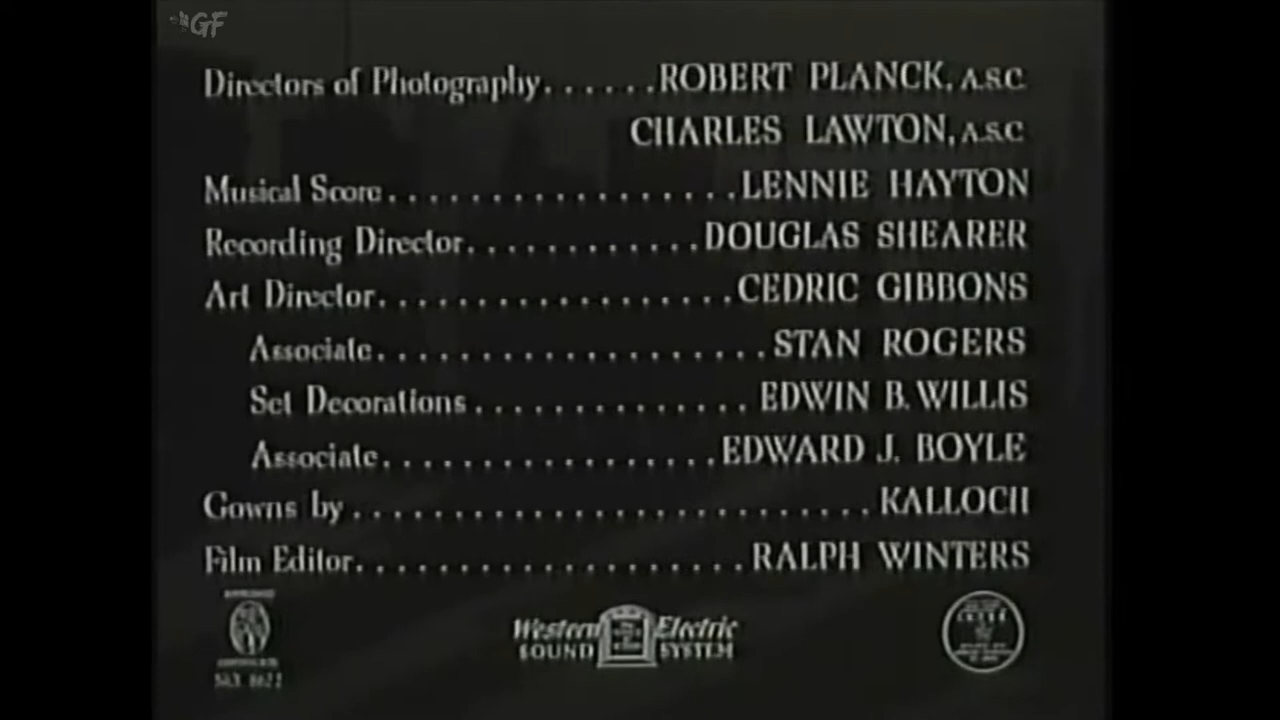 GF
Directors of Photography......ROBERT PLANCK, A.S.C.
CHARLES LAWTON, A.S.C
Musical Score..................LENNIE HAYTON
Recording Director............DOUGLAS SHEARER
Art Director...................CEDRIC GIBBONS
Associate.....................STAN ROGERS
Set Decorations..............EDWIN B. WILLIS
Associate..................EDWARD J. BOYLE
Gowns by..........................KALLOCH
Film Editor....................RALPH WINTERS
Western Electric
SOUND SYSTEM